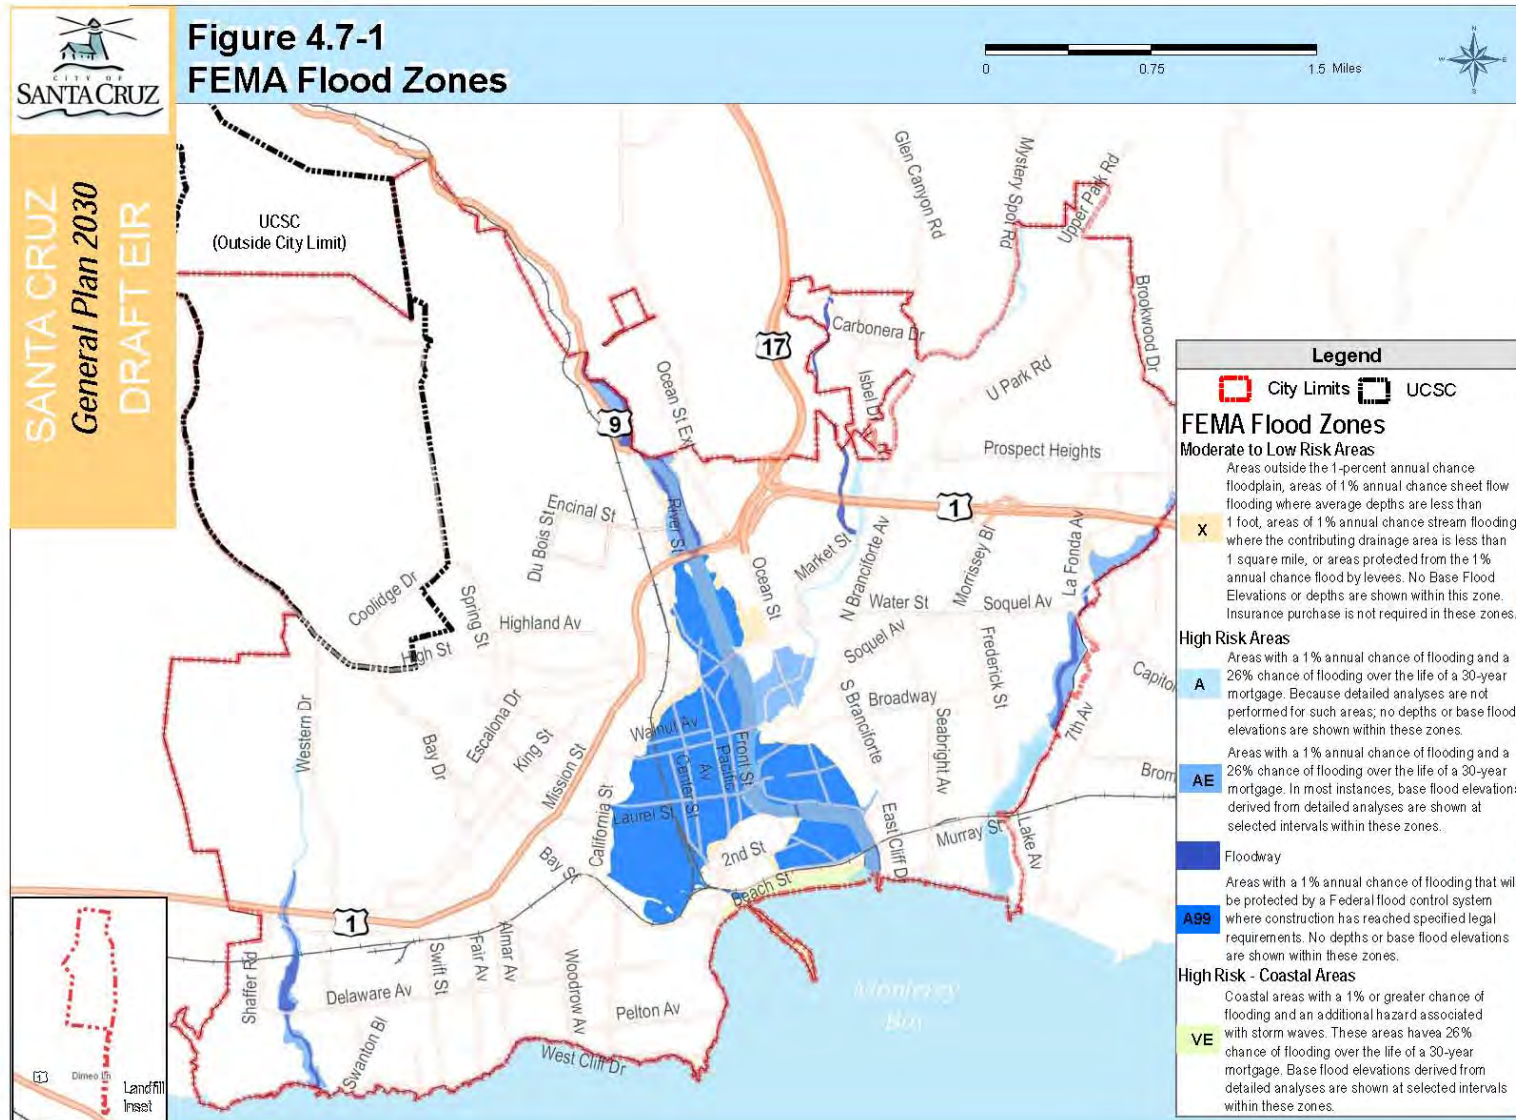 CITY OF
SANTA CRUZ
Figure 4.7-1
FEMA Flood Zones
0 0.75 1.5 Miles
N
W E
S
SANTA CRUZ
General Plan 2030
DRAFT EIR
UCSC
(Outside City Limit)
Glen Canyon Rd
Mystery Spot Rd
Upper Park Rd
Brookwood Dr
17
Carbonera Dr
Isbel Dr
U Park Rd
Ocean St Ext
9
Prospect Heights
Encinal St
River St
1
Du Bois St
Market St
N Branciforte Av
Morrissey Bl
La Fonda Av
Coolidge Dr
Spring St
Ocean St
Water St
Soquel Av
Highland Av
High St
Soquel Av
Frederick St
Western Dr
Bay Dr
Escalona Dr
King St
Mission St
Walnut Av
Front St
Pacific
Av
Center St
S Branciforte
Broadway
Seabright Av
7th Av
California St
Laurel St
2nd St
East Cliff Dr
Murray St
Lake Av
Bay St
Beach St
1
Shaffer Rd
Delaware Av
Swift St
Fair Av
Almar Av
Woodrow Av
Pelton Av
Swanton Bl
West Cliff Dr
Monterey
Bay
1
Dimeo Ln
Landfill
Inset
Legend
City Limits UCSC
FEMA Flood Zones
Moderate to Low Risk Areas
X
Areas outside the 1-percent annual chance
floodplain, areas of 1% annual chance sheet flow
flooding where average depths are less than
1 foot, areas of 1% annual chance stream flooding
where the contributing drainage area is less than
1 square mile, or areas protected from the 1%
annual chance flood by levees. No Base Flood
Elevations or depths are shown within this zone.
Insurance purchase is not required in these zones.
High Risk Areas
A
Areas with a 1% annual chance of flooding and a
26% chance of flooding over the life of a 30-year
mortgage. Because detailed analyses are not
performed for such areas; no depths or base flood
elevations are shown within these zones.
AE
Areas with a 1% annual chance of flooding and a
26% chance of flooding over the life of a 30-year
mortgage. In most instances, base flood elevations
derived from detailed analyses are shown at
selected intervals within these zones.
Floodway
A99
Areas with a 1% annual chance of flooding that wil
be protected by a Federal flood control system
where construction has reached specified legal
requirements. No depths or base flood elevations
are shown within these zones.
High Risk - Coastal Areas
VE
Coastal areas with a 1% or greater chance of
flooding and an additional hazard associated
with storm waves. These areas havea 26%
chance of flooding over the life of a 30-year
mortgage. Base flood elevations derived from
detailed analyses are shown at selected intervals
within these zones.